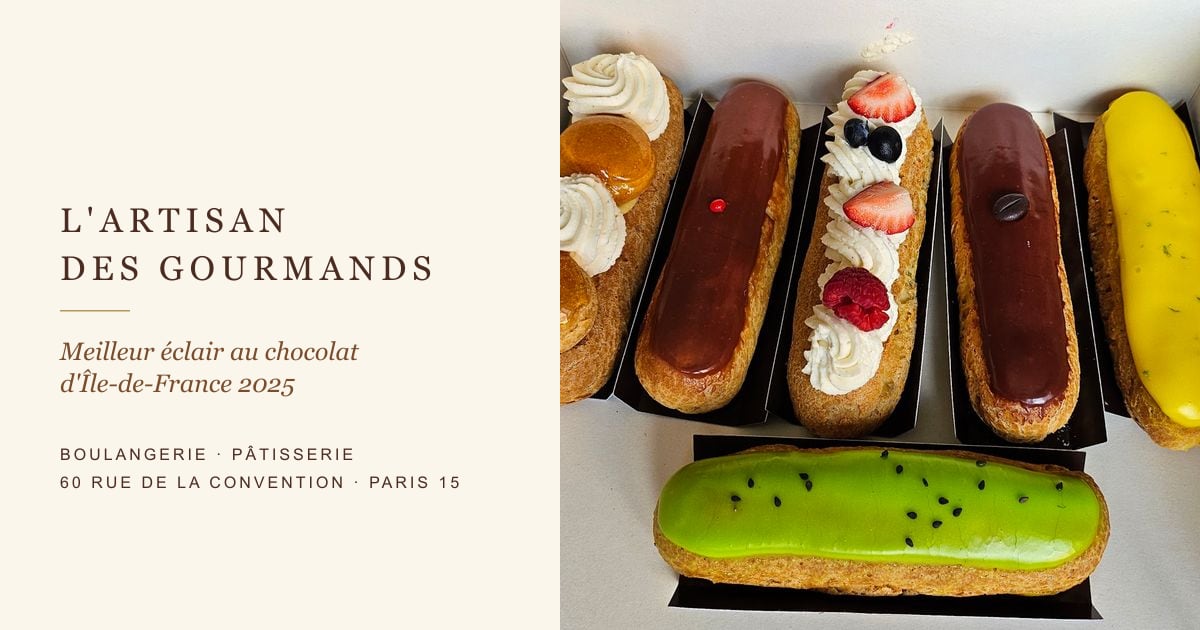 L'ARTISAN
DES GOURMANDS
Meilleur éclair au chocolat
d'Île-de-France 2025
BOULANGERIE · PÂTISSERIE
60 RUE DE LA CONVENTION · PARIS 15